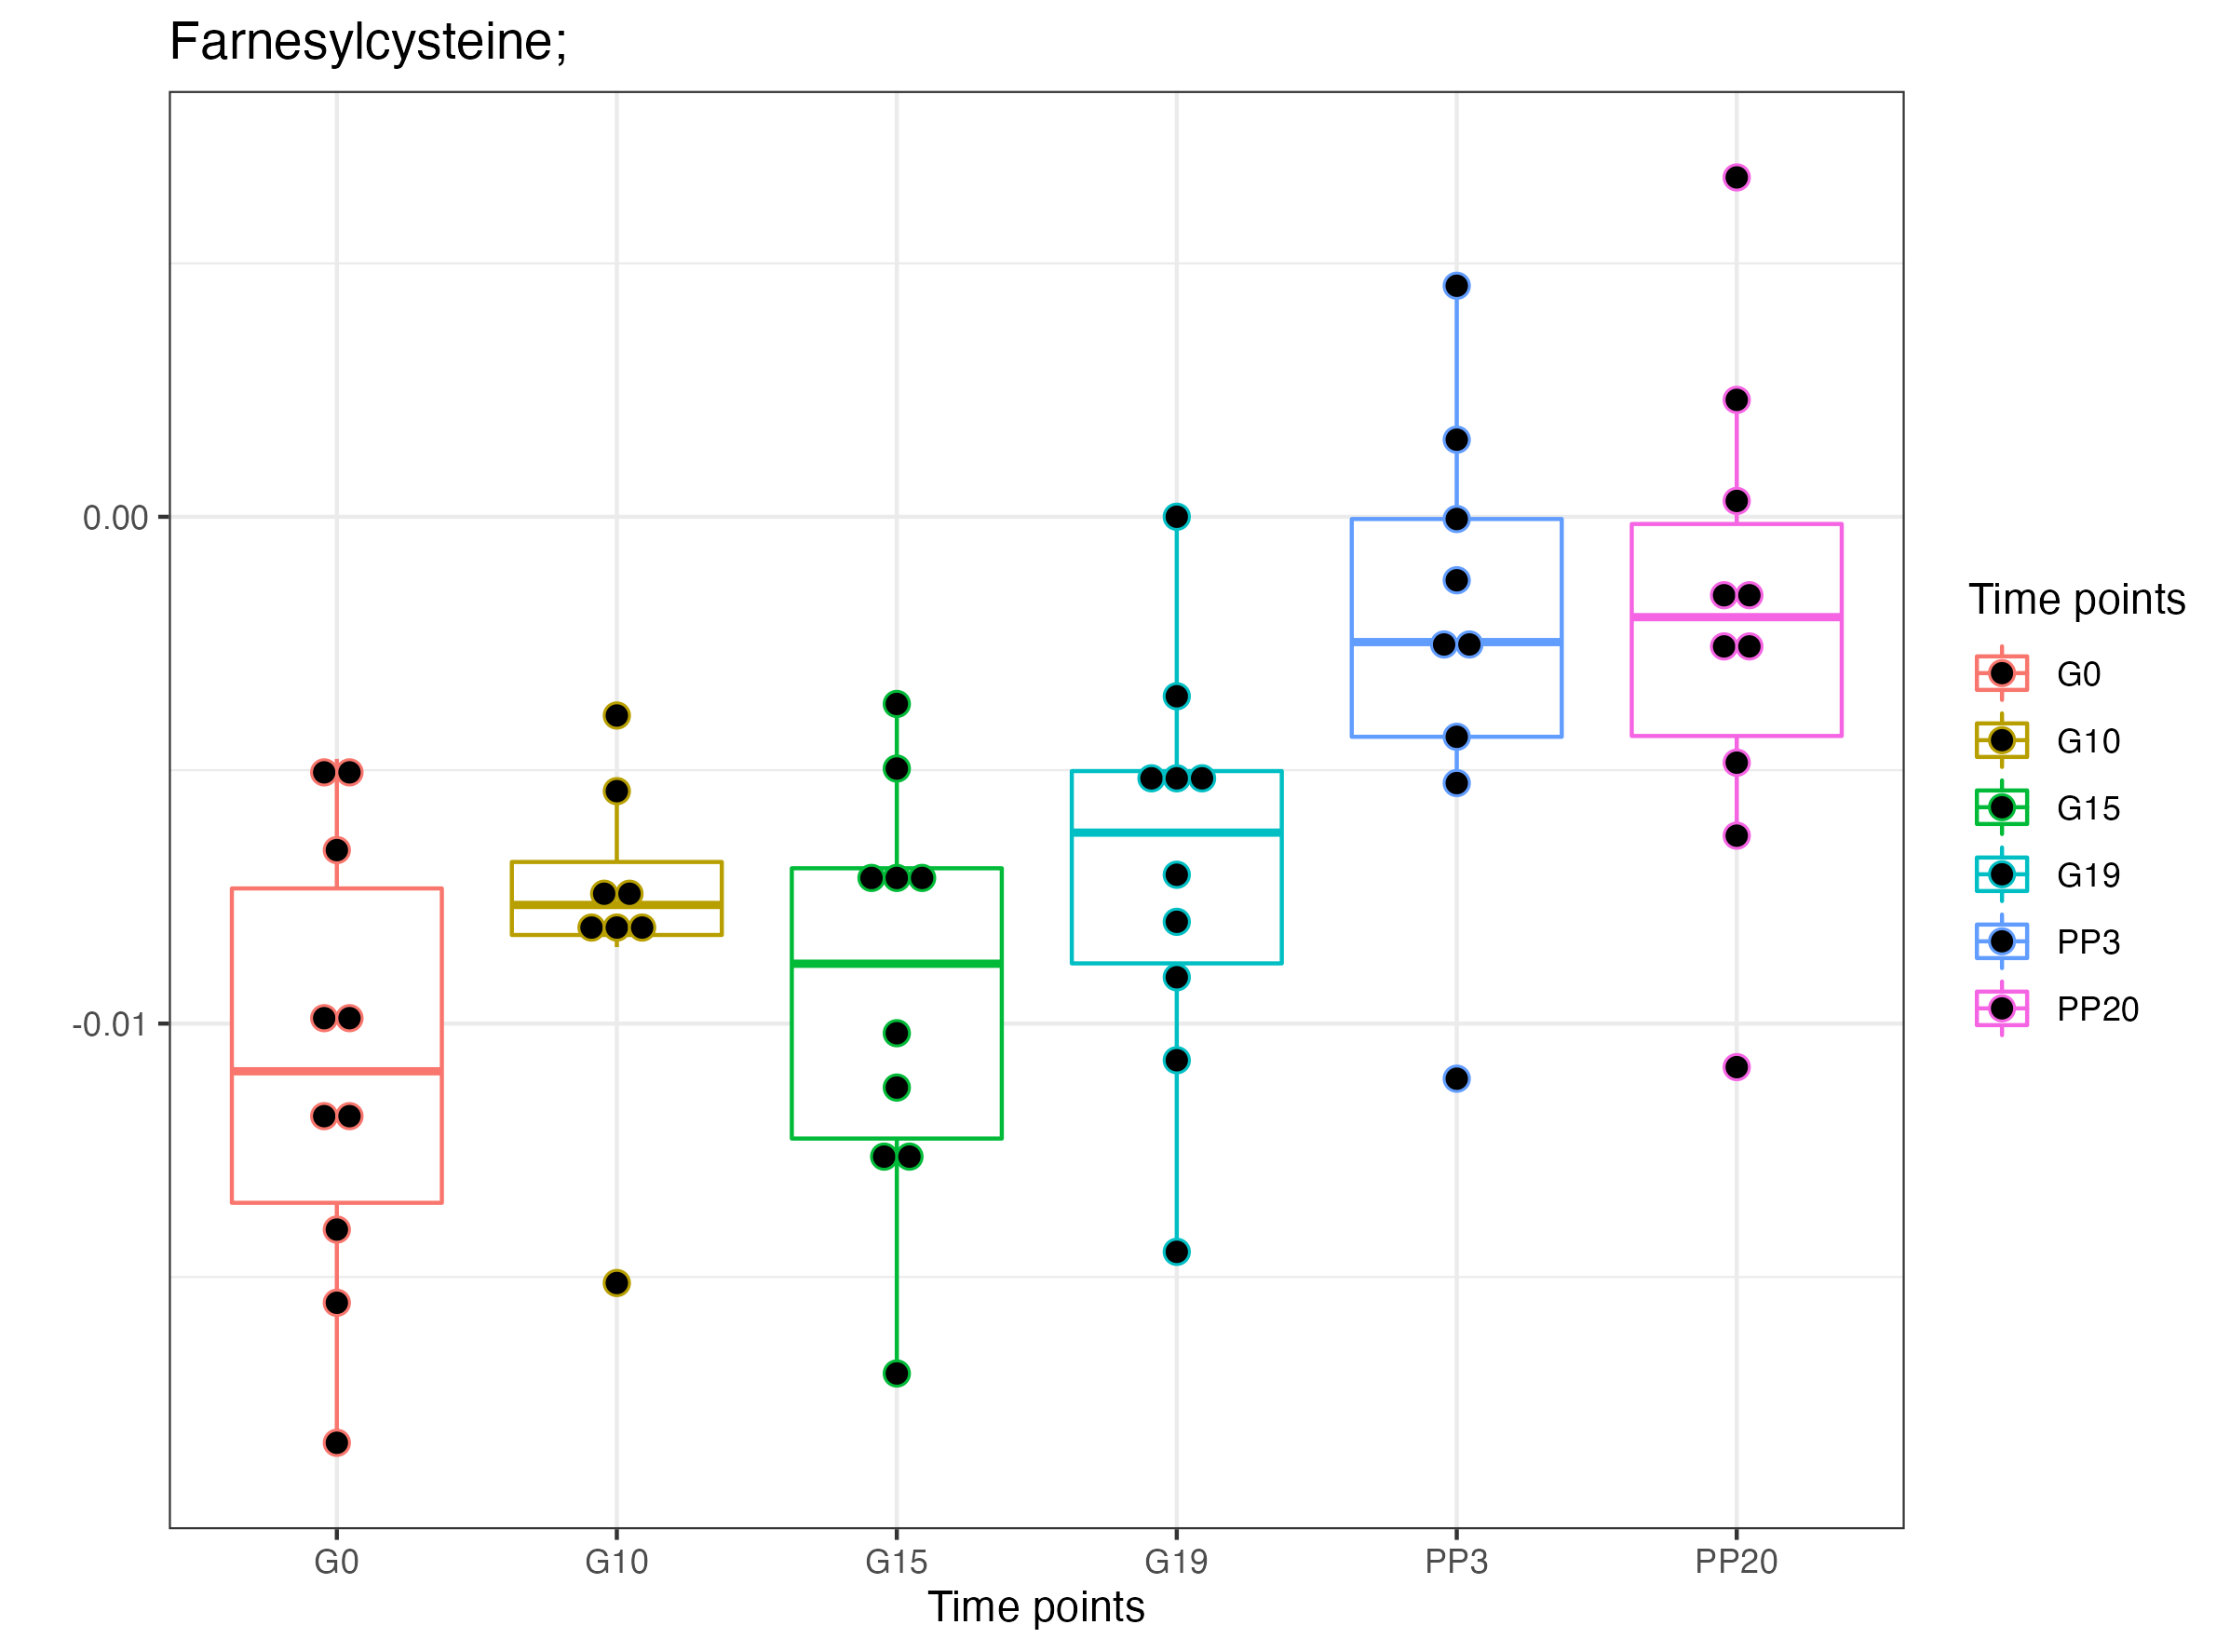 Farnesylcysteine;
0.00
-0.01
G0 G10 G15 G19 PP3 PP20
Time points
Time points
G0
G10
G15
G19
PP3
PP20